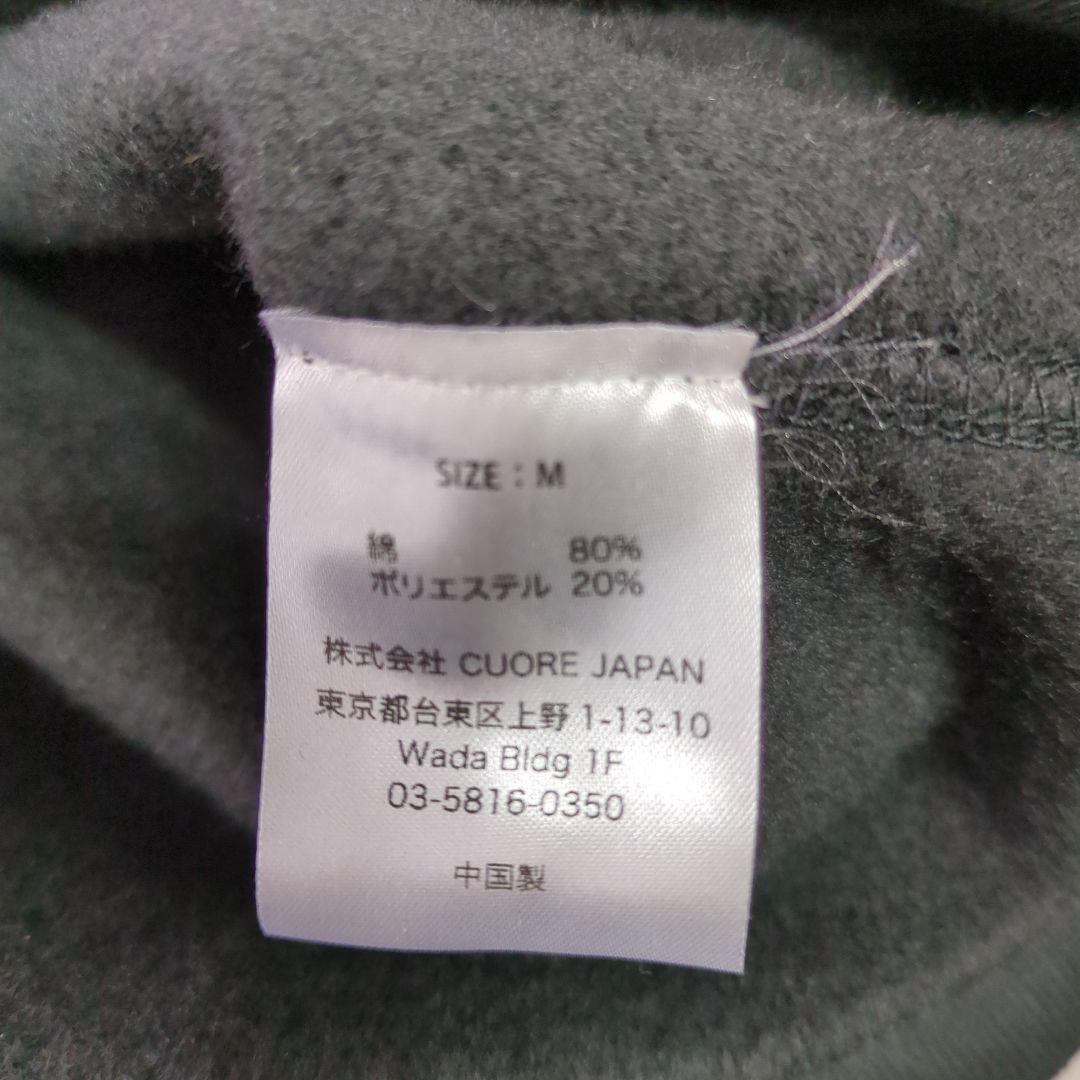 SIZE : M
綿 80%
ポリエステル 20%
株式会社 CUORE JAPAN
東京都台東区上野 1-13-10
Wada Bldg 1F
03-5816-0350
中国製